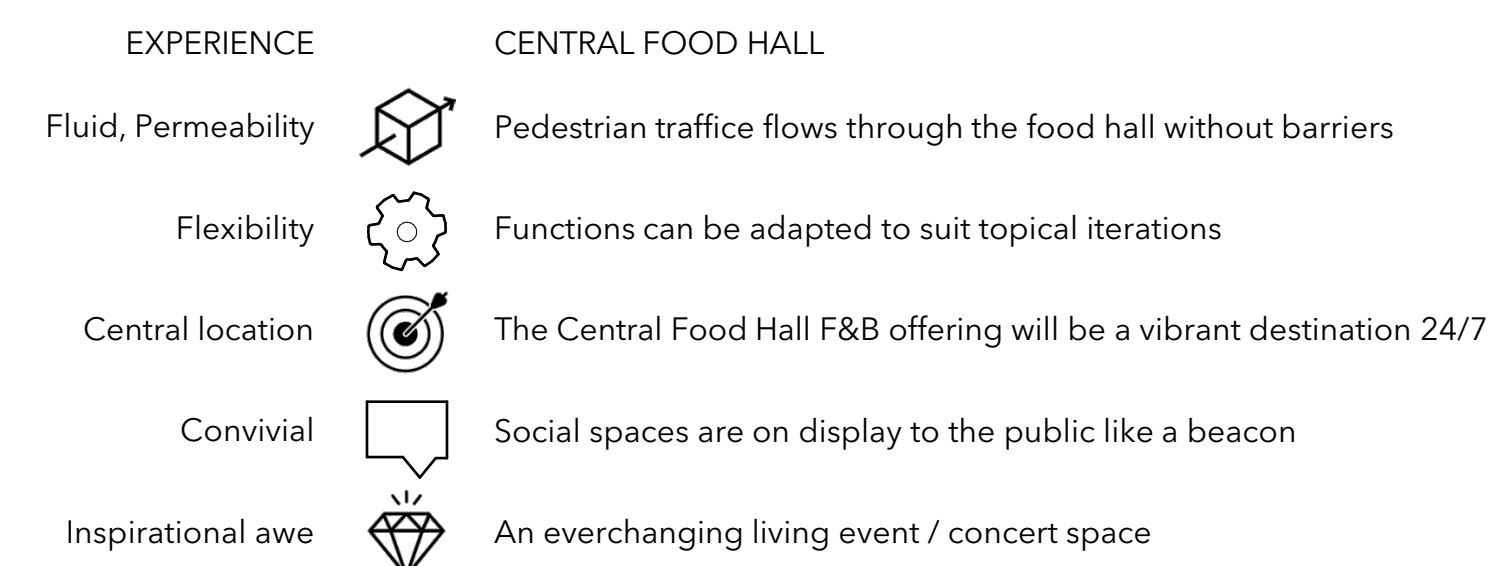 EXPERIENCE CENTRAL FOOD HALL
Fluid, Permeability Pedestrian traffice flows through the food hall without barriers
Flexibility Functions can be adapted to suit topical iterations
Central location The Central Food Hall F&B offering will be a vibrant destination 24/7
Convivial Social spaces are on display to the public like a beacon
Inspirational awe An everchanging living event / concert space